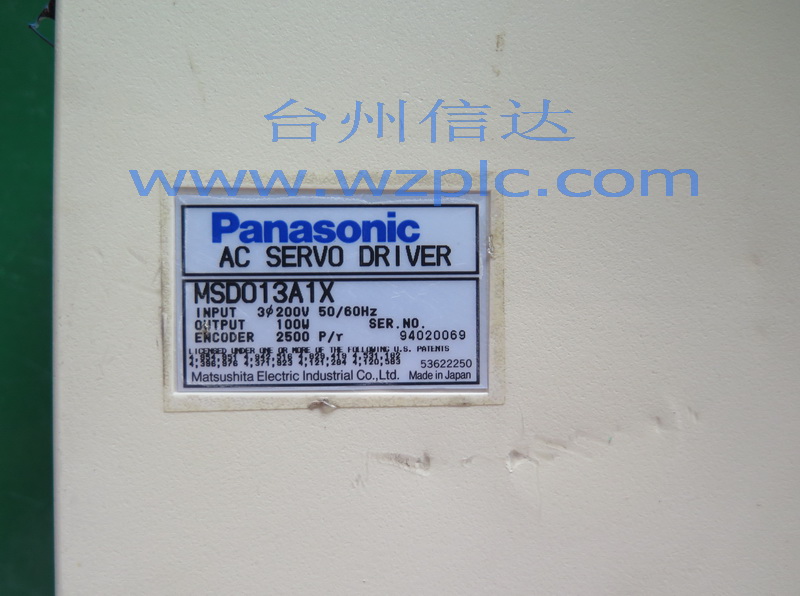 台州信达
www.wzplc.com
Panasonic
AC SERVO DRIVER
MSD013A1X
INPUT 3ø200V 50/60Hz
OUTPUT 100W SER.NO.
ENCODER 2500 P/r 94020069
LICENSED UNDER ONE OR MORE OF THE FOLLOWING U.S. PATENTS
53622250
Matsushita Electric Industrial Co.,Ltd. Made in Japan